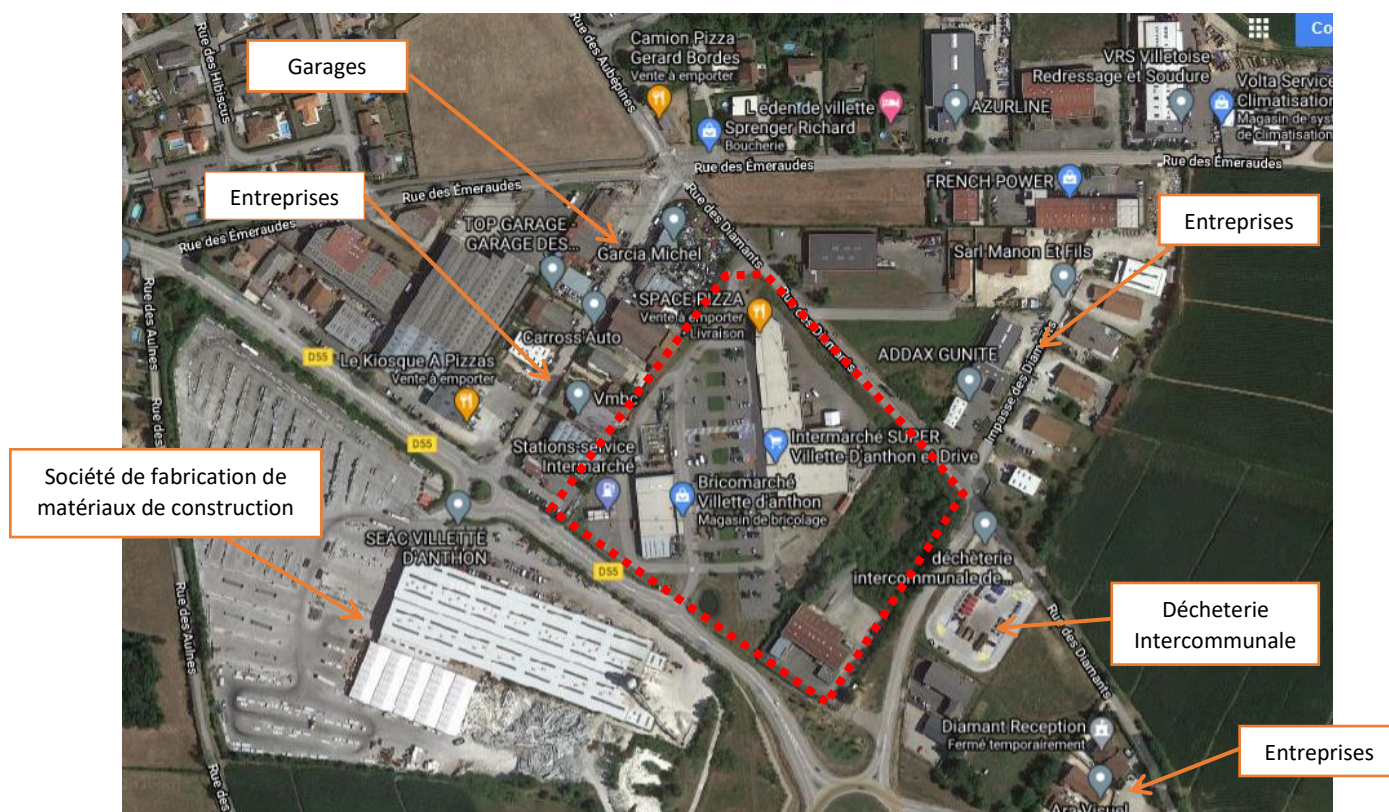 Garages
Entreprises
Société de fabrication de
matériaux de construction
Entreprises
Décheterie
Intercommunale
Entreprises
Camion Pizza
Gerard Bordes
Vente à emporter
L'eden de villette
Sprenger Richard
Boucherie
AZURLINE
VRS Villetoise
Redressage et Soudure
Volta Service
Climatisation
Magasin de sys
de climatisation
Co
Rue des Hibiscus
Rue des Aubépines
Rue des Émeraudes
Rue des Émeraudes
Rue des Émeraudes
Rue des Émeraudes
FRENCH POWER
TOP GARAGE -
GARAGE DES...
Garcia Michel
Rue des Diamants
Rue des Diamants
Sarl Manon Et Fils
SPACE PIZZA
Vente à emporter
· Livraison
Carross Auto
Le Kiosque A Pizzas
Vente à emporter
D55
D55
D55
Vmbc
ADDAX GUNITE
Impasse des Diamants
Stations-service
Intermarché
Intermarché SUPER
Villette-D'anthon et Drive
Bricomarché
Villette d'anthon
Magasin de bricolage
SEAC VILLETTE
D'ANTHON
déchèterie
intercommunale de...
Rue des Diamants
Rue des Aulnes
Rue des
Rue des Aulnes
Rue des
Diamant Reception
Fermé temporairement
Ara Visuel